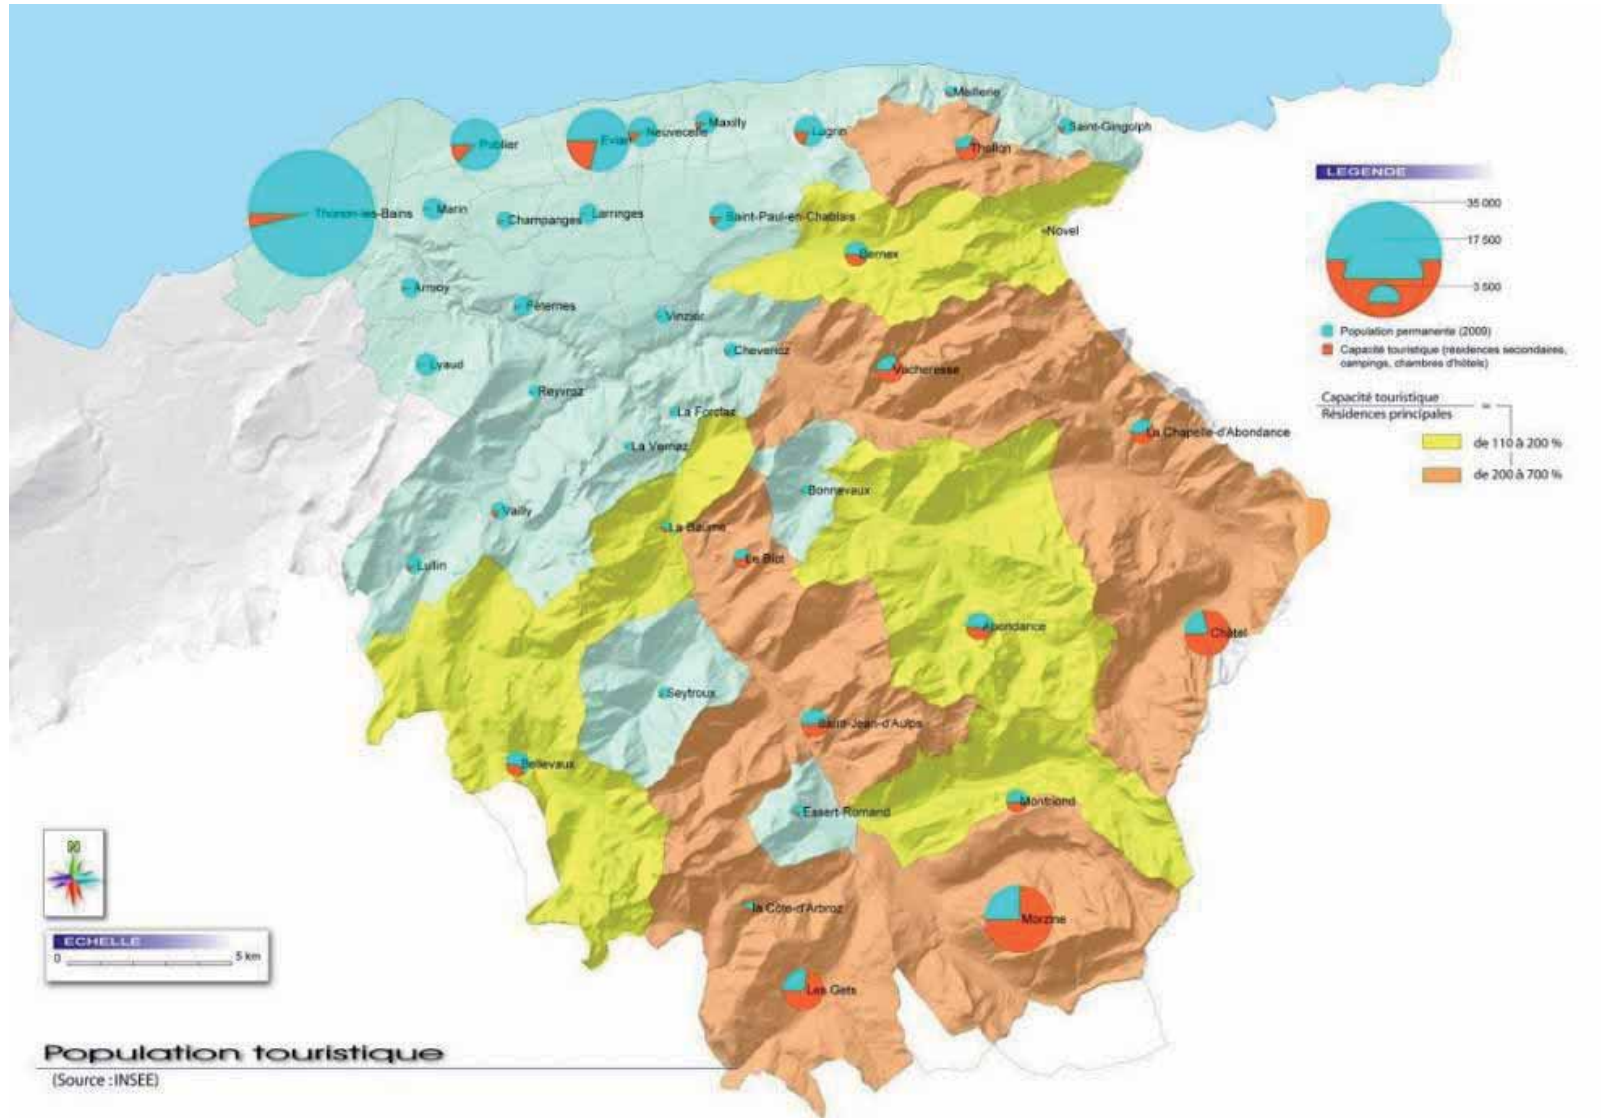 Meillerie
Maxilly
Saint-Gingolph
Neuvecelle
Lugrin
Publier
Evian
Thollon
LEGENDE
35 000
Marin
Larringes
Thonon-les-Bains
Saint-Paul-en-Chablais
Champanges
Novel
17 500
Bernex
Armoy
3 500
Féternes
Vinzier
Population permanente (2009)
Chevenoz
Capacité touristique (résidences secondaires,
campings, chambres d'hôtels)
Lyaud
Vacheresse
Reyvroz
Capacité touristique
=
Résidences principales
La Forclaz
La Chapelle-d'Abondance
de 110 à 200 %
La Vernaz
de 200 à 700 %
Bonnevaux
Vailly
La Baume
Le Biot
Lullin
Abondance
Châtel
Seytroux
Saint-Jean-d'Aulps
Bellevaux
Montriond
Essert-Romand
la Côte-d'Arbroz
Morzine
ECHELLE
0
5 km
Les Gets
Population touristique
(Source : INSEE)